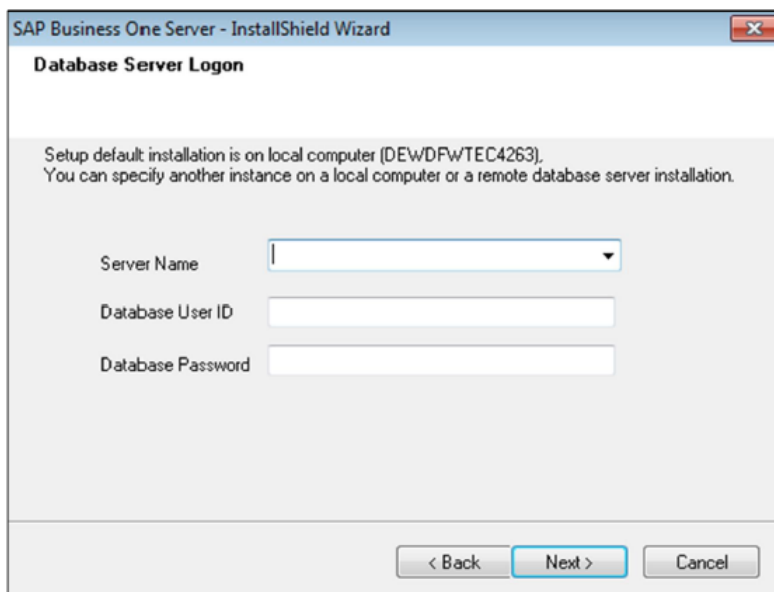 SAP Business One Server - InstallShield Wizard
Database Server Logon
Setup default installation is on local computer (DEWDFWTEC4263),
You can specify another instance on a local computer or a remote database server installation.
Server Name
Database User ID
Database Password
< Back Next > Cancel